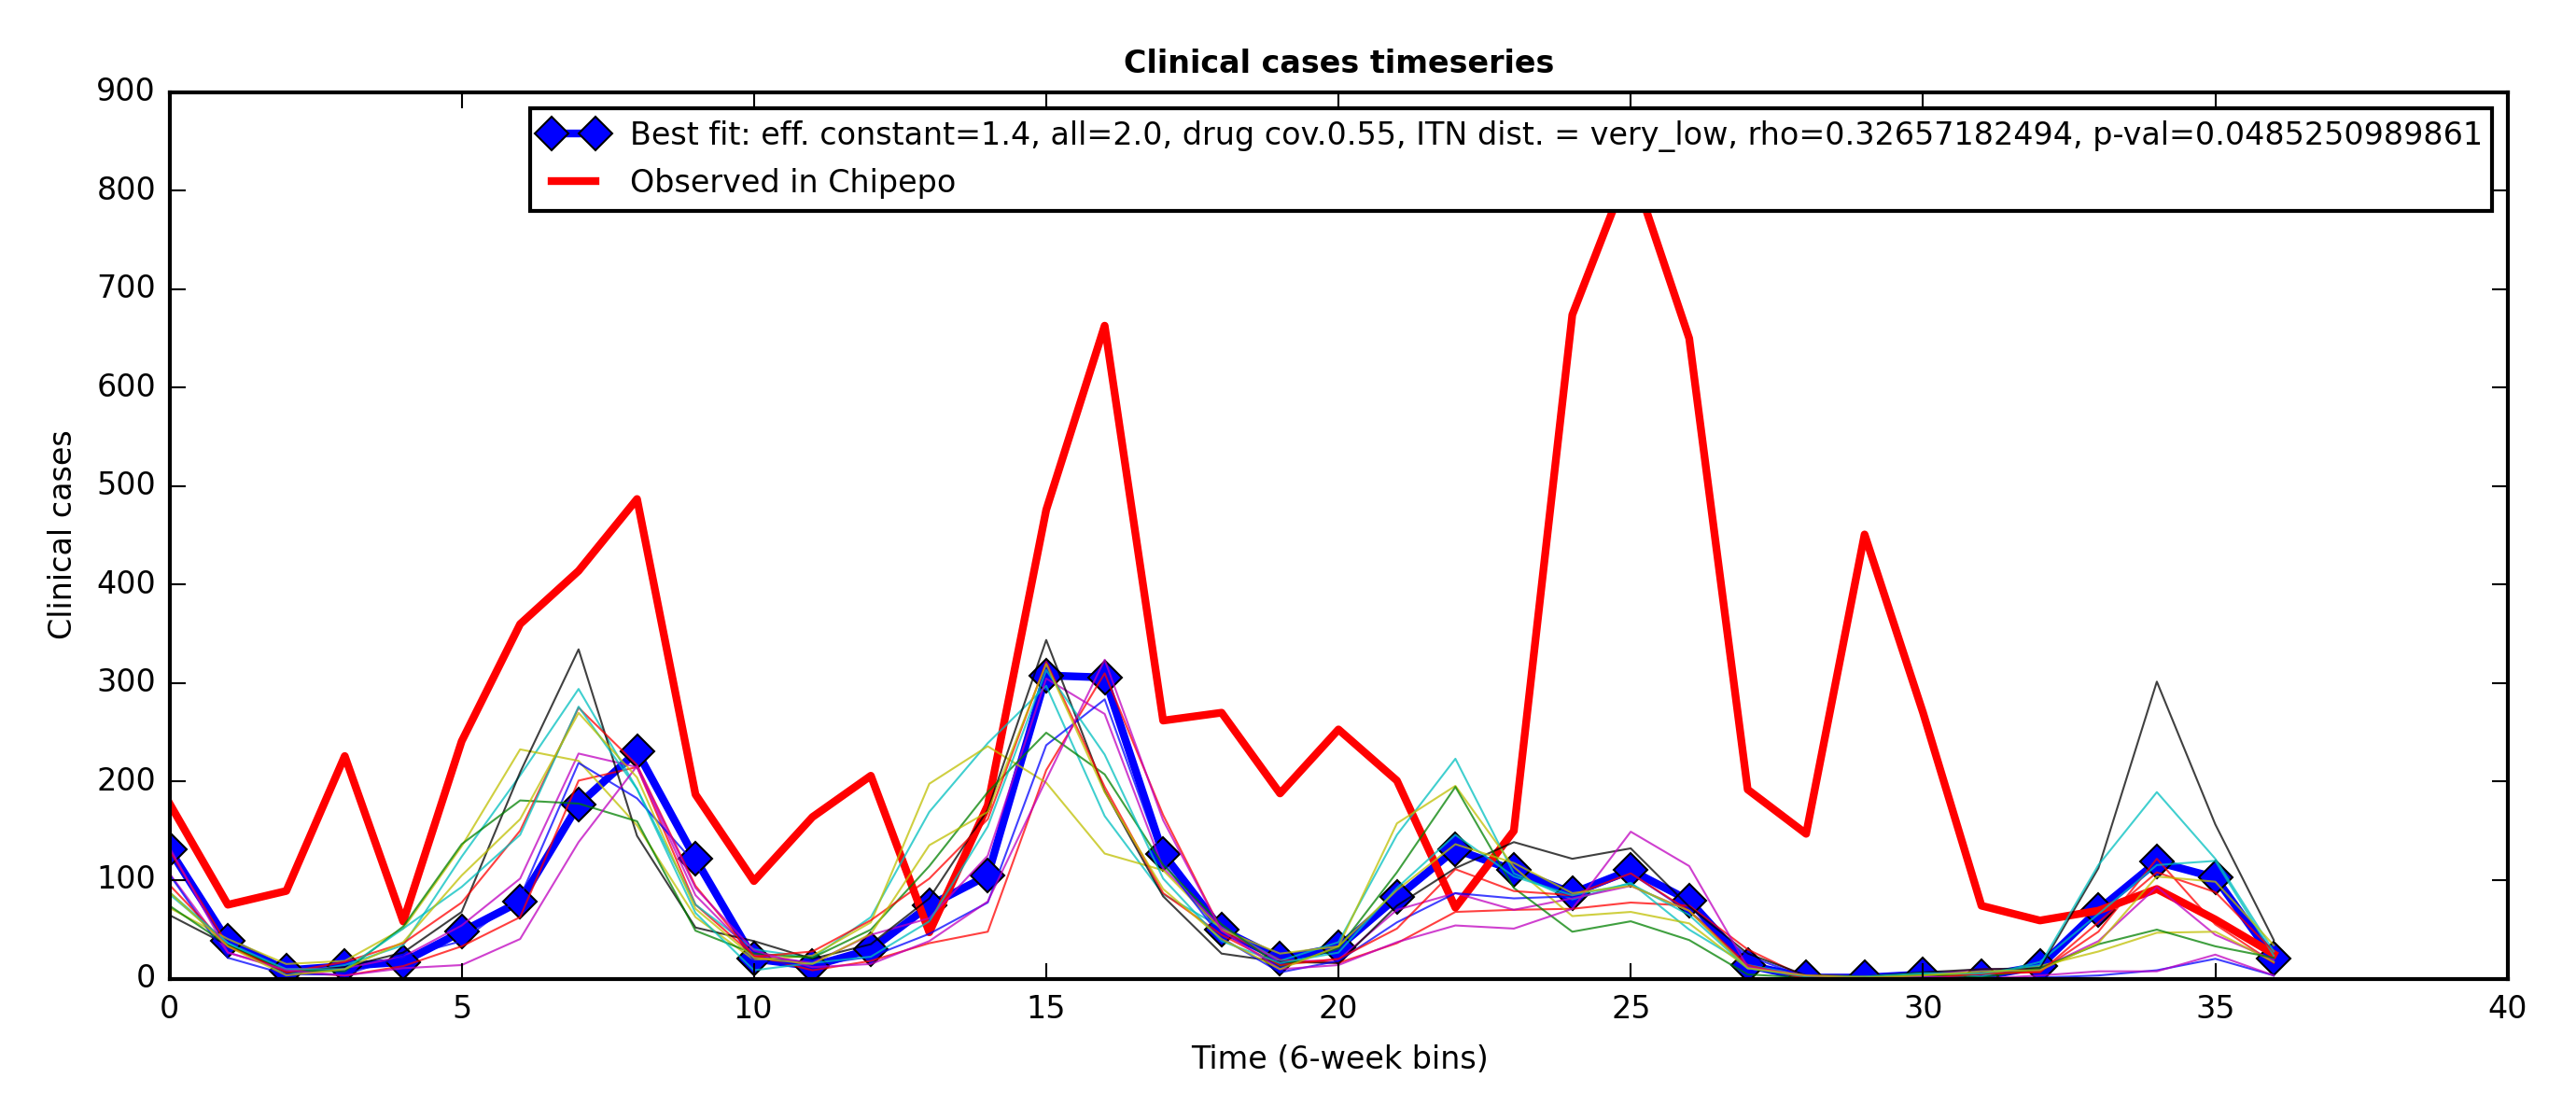 Clinical cases timeseries
900
800
700
600
500
400
300
200
100
0
Clinical cases
Best fit: eff. constant=1.4, all=2.0, drug cov.0.55, ITN dist. = very_low, rho=0.32657182494, p-val=0.0485250989861
Observed in Chipepo
0 5 10 15 20 25 30 35 40
Time (6-week bins)